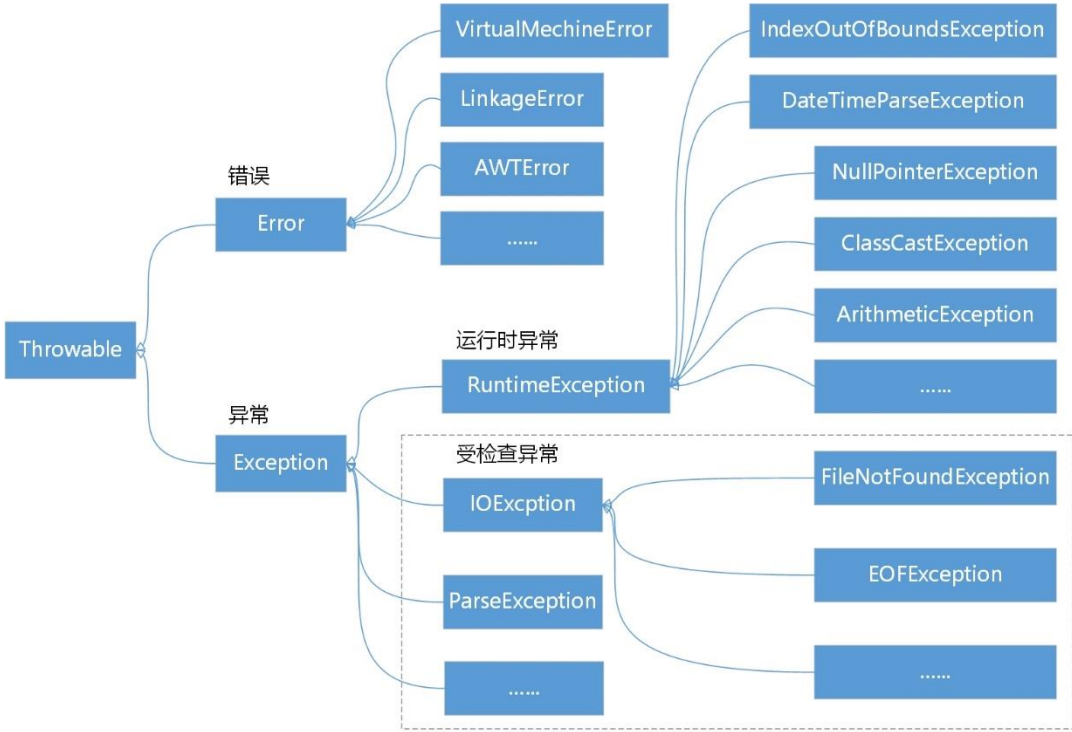 VirtualMechineError
LinkageError
AWTError
......
错误
Error
Throwable
异常
Exception
IndexOutOfBoundsException
DateTimeParseException
NullPointerException
ClassCastException
ArithmeticException
......
运行时异常
RuntimeException
受检查异常
IOExcption
ParseException
......
FileNotFoundException
EOFException
......